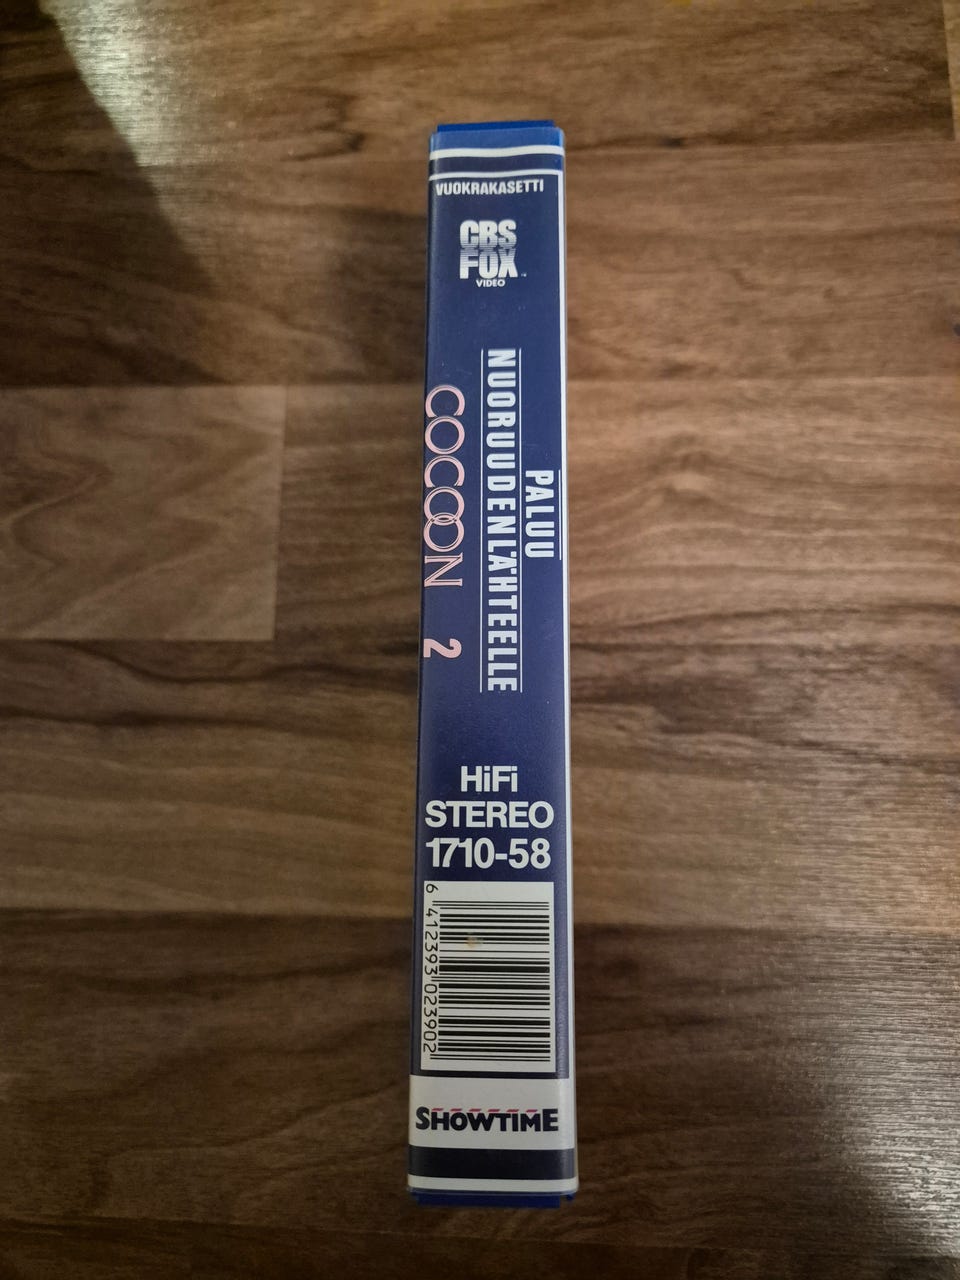 VUOKRAKASETTI
CBS
FOX
VIDEO
PALUU
NUORUUDENLÄHTEELLE
COCOON 2
HiFi
STEREO
1710-58
6 412393 023902
SHOWTIME